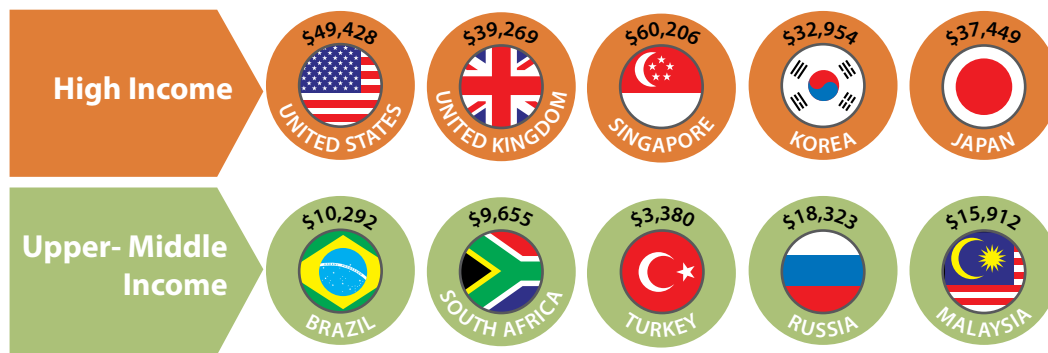 High Income
$49,428
UNITED STATES
$39,269
UNITED KINGDOM
$60,206
SINGAPORE
$32,954
KOREA
$37,449
JAPAN
Upper- Middle
Income
$10,292
BRAZIL
$9,655
SOUTH AFRICA
$3,380
TURKEY
$18,323
RUSSIA
$15,912
MALAYSIA